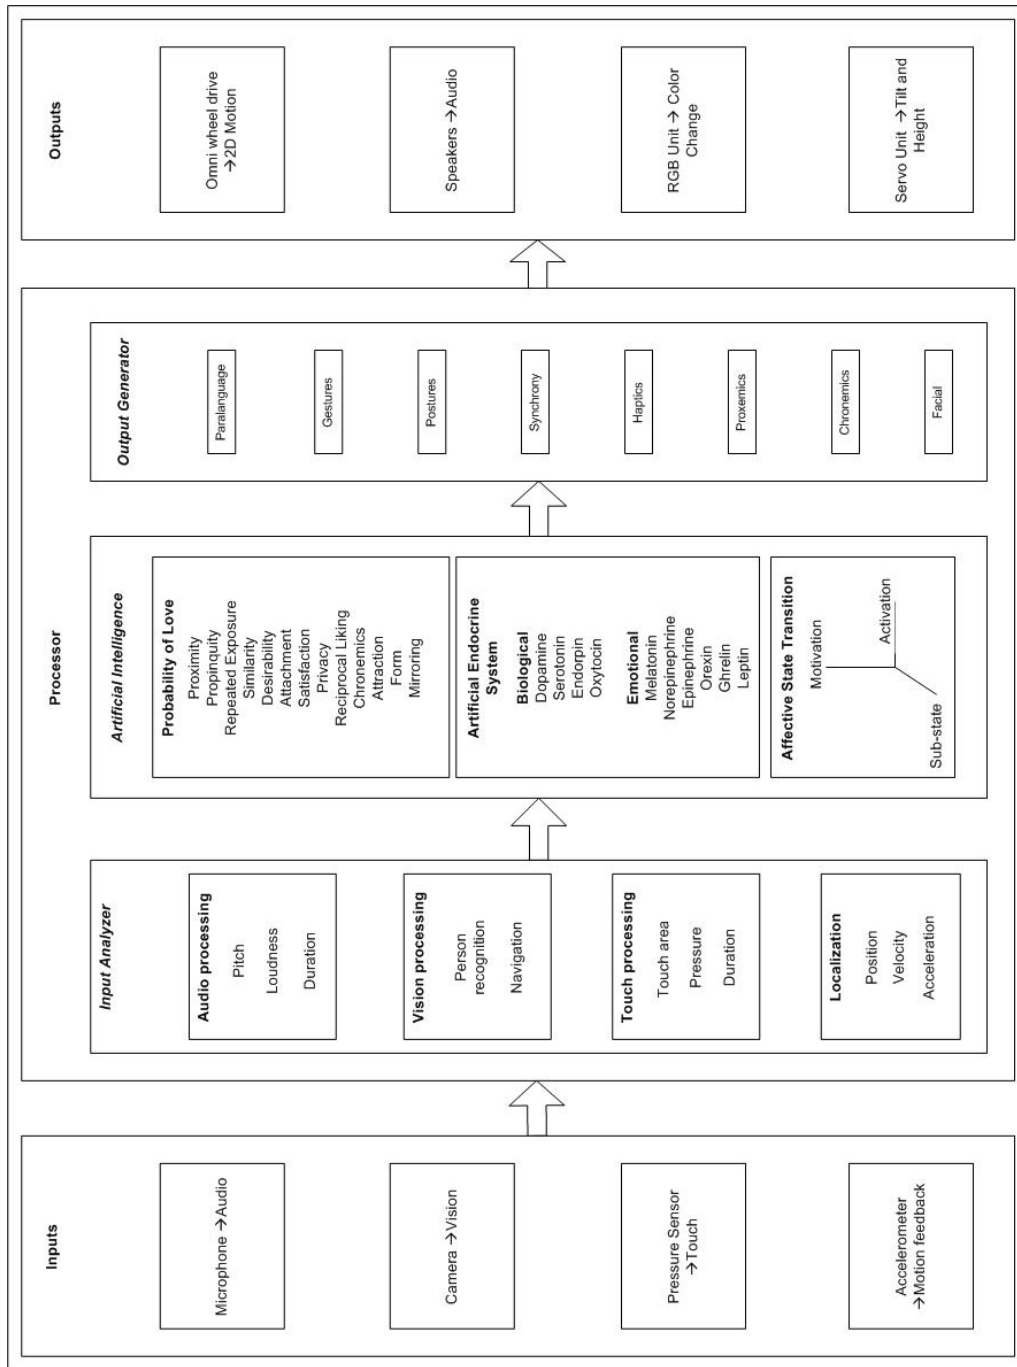 Inputs
Microphone →Audio
Camera →Vision
Pressure Sensor
→Touch
Accelerometer
→Motion feedback
Processor
Input Analyzer
Audio processing
Pitch
Loudness
Duration
Vision processing
Person
recognition
Navigation
Touch processing
Touch area
Pressure
Duration
Localization
Position
Velocity
Acceleration
Artificial Intelligence
Probability of Love
Proximity
Propinquity
Repeated Exposure
Similarity
Desirability
Attachment
Satisfaction
Privacy
Reciprocal Liking
Chronemics
Attraction
Form
Mirroring
Artificial Endocrine
System
Biological
Dopamine
Serotonin
Endorpin
Oxytocin
Emotional
Melatonin
Norepinephrine
Epinephrine
Orexin
Ghrelin
Leptin
Affective State Transition
Motivation
Activation
Sub-state
Output Generator
Paralanguage
Gestures
Postures
Synchrony
Haptics
Proxemics
Chronemics
Facial
Outputs
Omni wheel drive
→2D Motion
Speakers →Audio
RGB Unit → Color
Change
Servo Unit →Tilt and
Height